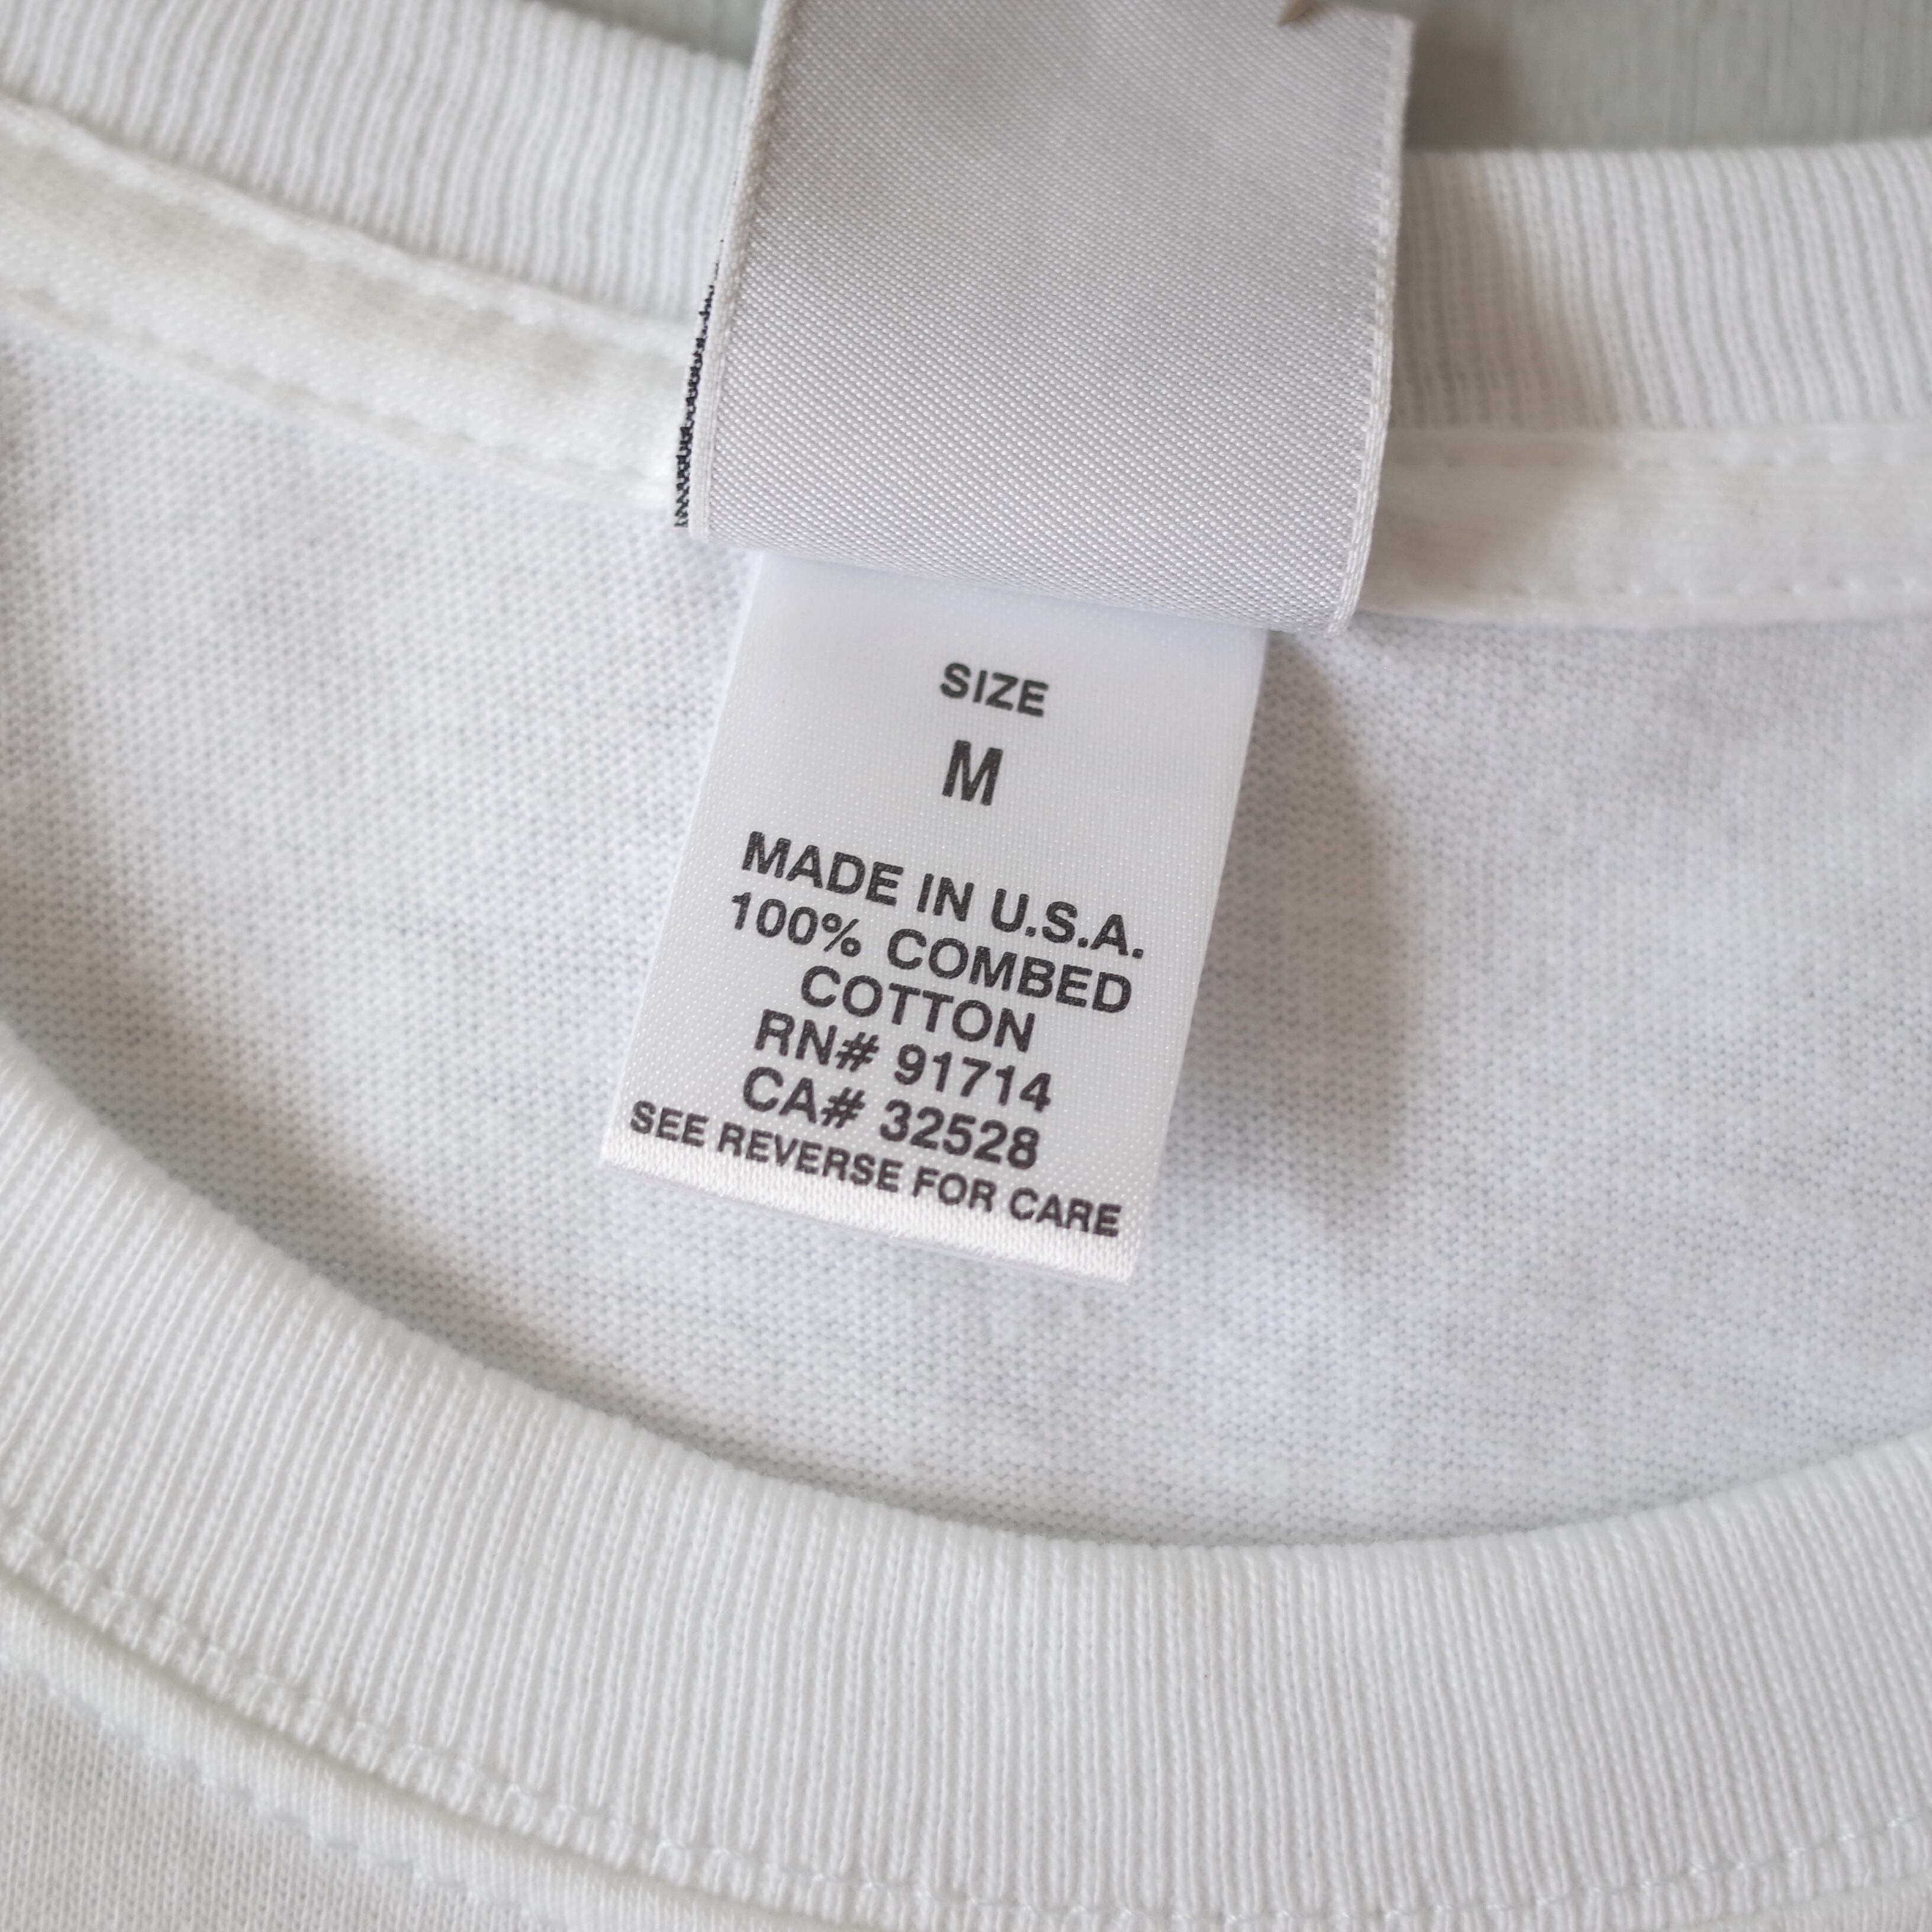 SIZE
M
MADE IN U.S.A.
100% COMBED
COTTON
RN# 91714
CA# 32528
SEE REVERSE FOR CARE